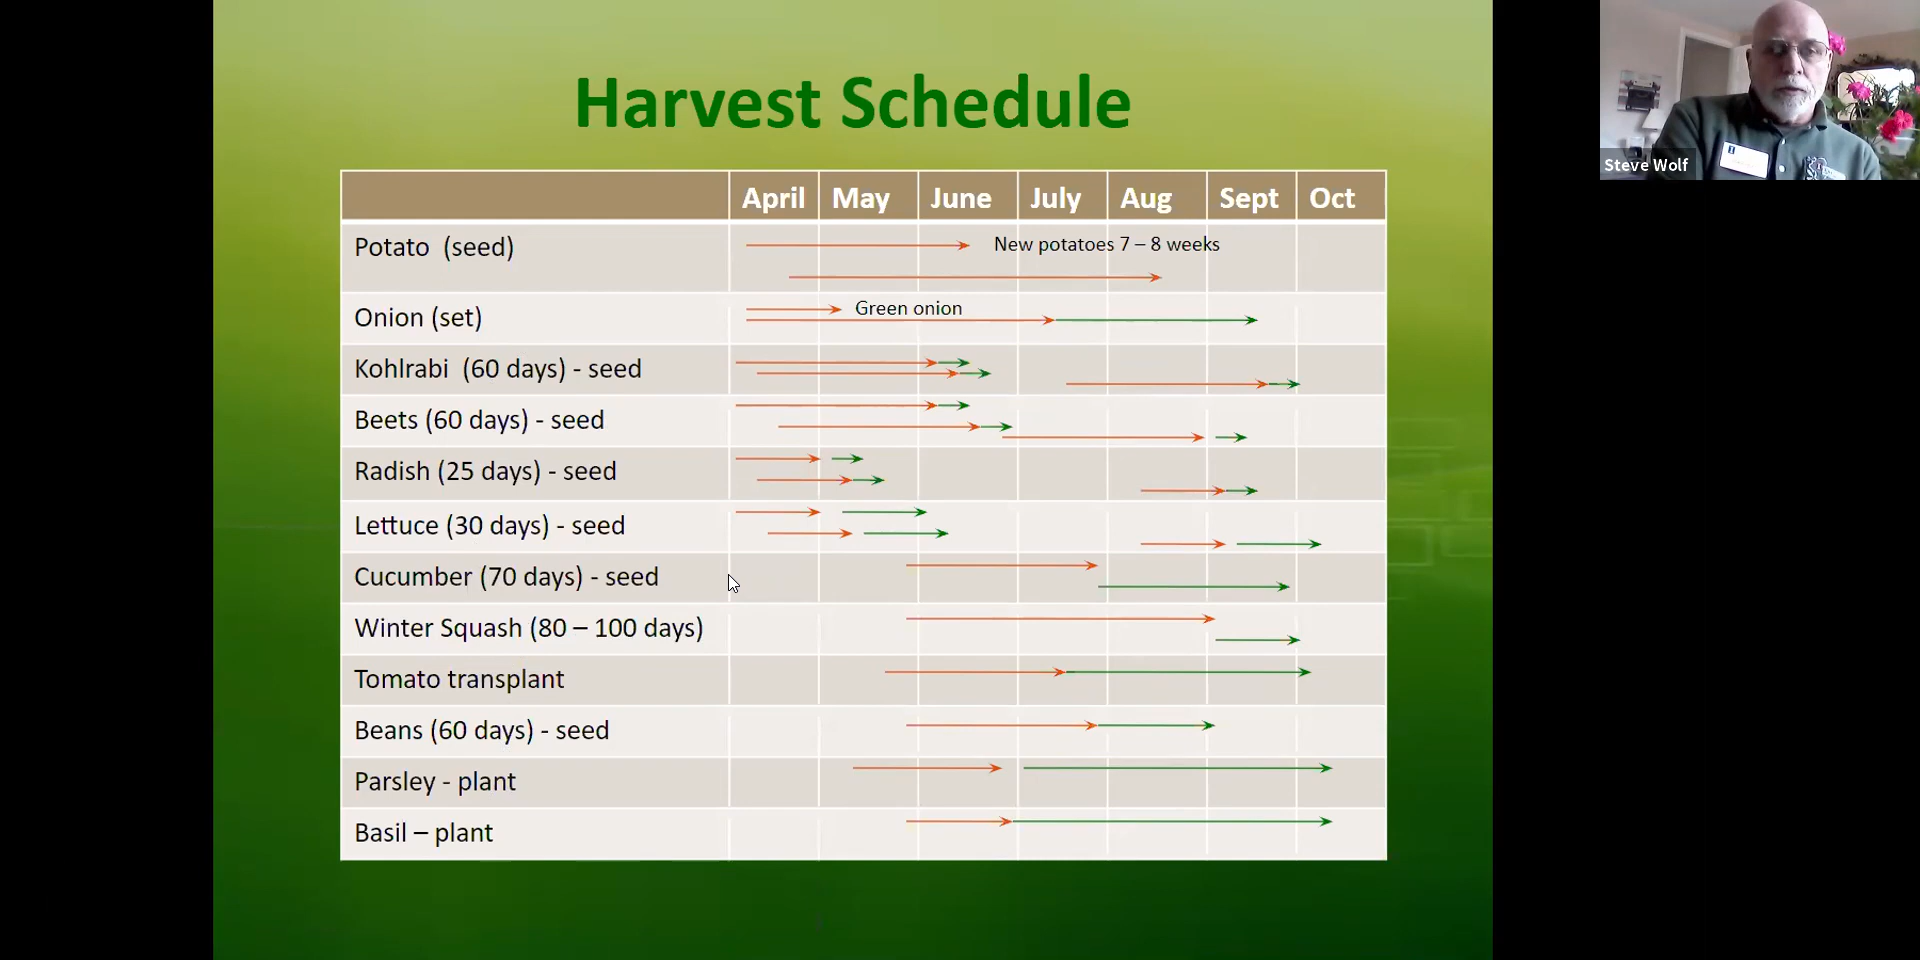 Harvest Schedule
April May June July Aug Sept Oct
Potato (seed) New potatoes 7 – 8 weeks
Onion (set) Green onion
Kohlrabi (60 days) - seed
Beets (60 days) - seed
Radish (25 days) - seed
Lettuce (30 days) - seed
Cucumber (70 days) - seed
Winter Squash (80 – 100 days)
Tomato transplant
Beans (60 days) - seed
Parsley - plant
Basil – plant
Steve Wolf